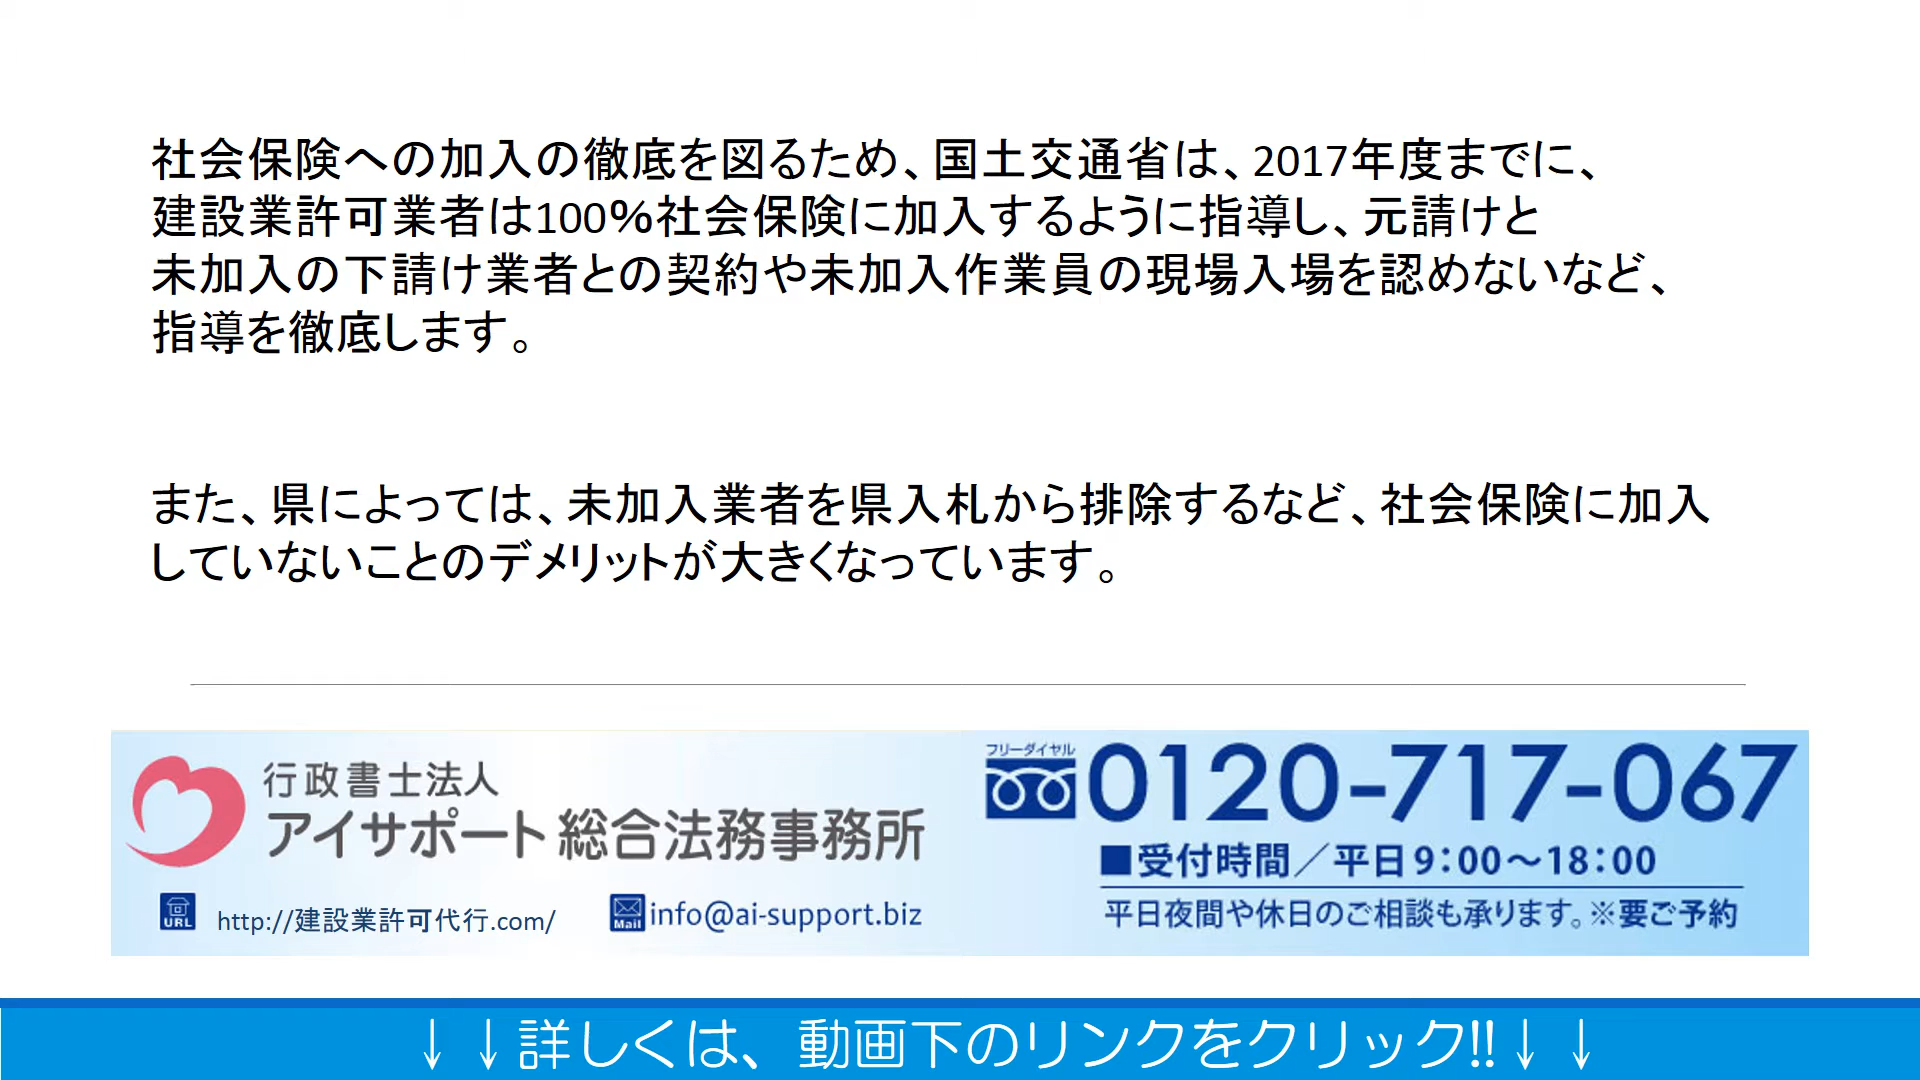 社会保険への加入の徹底を図るため、国土交通省は、2017年度までに、
建設業許可業者は100%社会保険に加入するように指導し、元請けと
未加入の下請け業者との契約や未加入作業員の現場入場を認めないなど、
指導を徹底します。
また、県によっては、未加入業者を県入札から排除するなど、社会保険に加入
していないことのデメリットが大きくなっています。
行政書士法人
アイサポート総合法務事務所
URL http://建設業許可代行.com/
Mail info@ai-support.biz
フリーダイヤル
0120-717-067
■受付時間／平日9:00～18:00
平日夜間や休日のご相談も承ります。※要ご予約
↓↓詳しくは、動画下のリンクをクリック!!↓↓